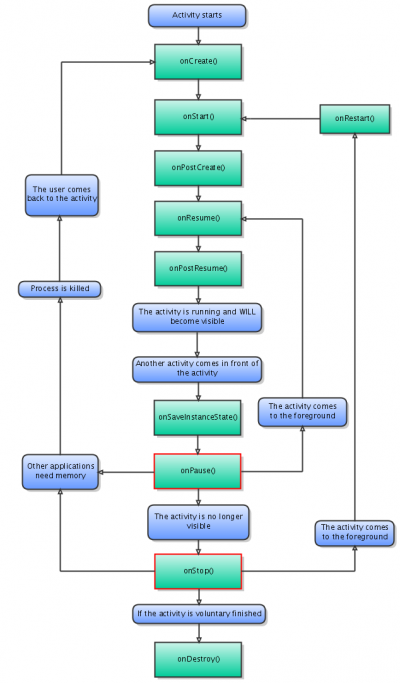 Activity starts
onCreate()
onStart()
onRestart()
onPostCreate()
The user comes
back to the activity
onResume()
onPostResume()
Process is killed
The activity is running and WILL
become visible
Another activity comes in front of
the activity
onSaveInstanceState()
The activity comes
to the foreground
Other applications
need memory
onPause()
The activity is no longer
visible
The activity comes
to the foreground
onStop()
If the activity is voluntary finished
onDestroy()